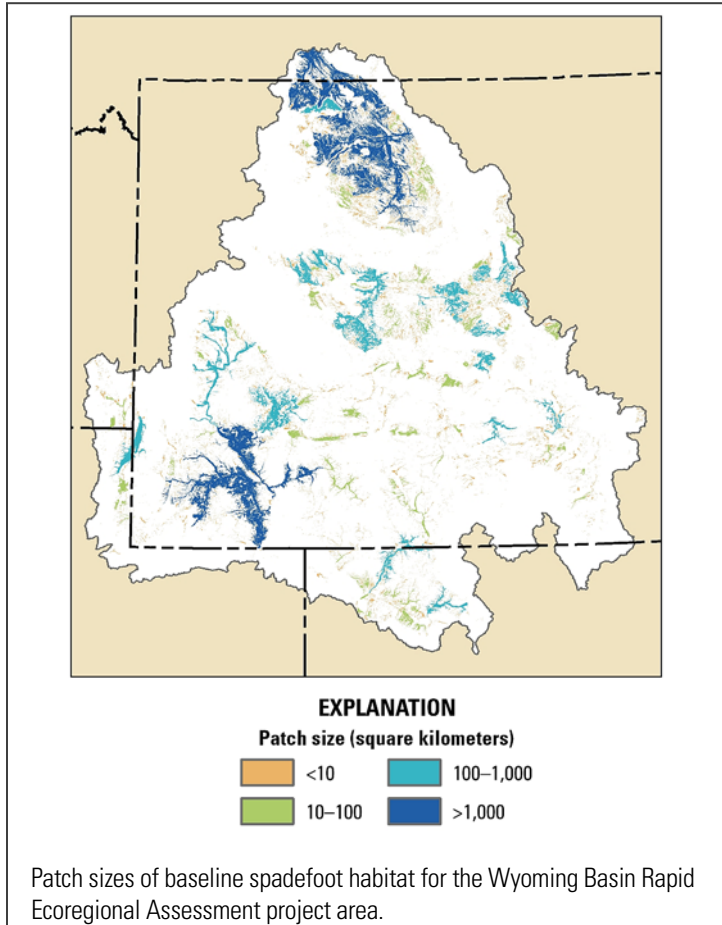 EXPLANATION
Patch size (square kilometers)
<10
100–1,000
10–100
>1,000
Patch sizes of baseline spadefoot habitat for the Wyoming Basin Rapid
Ecoregional Assessment project area.